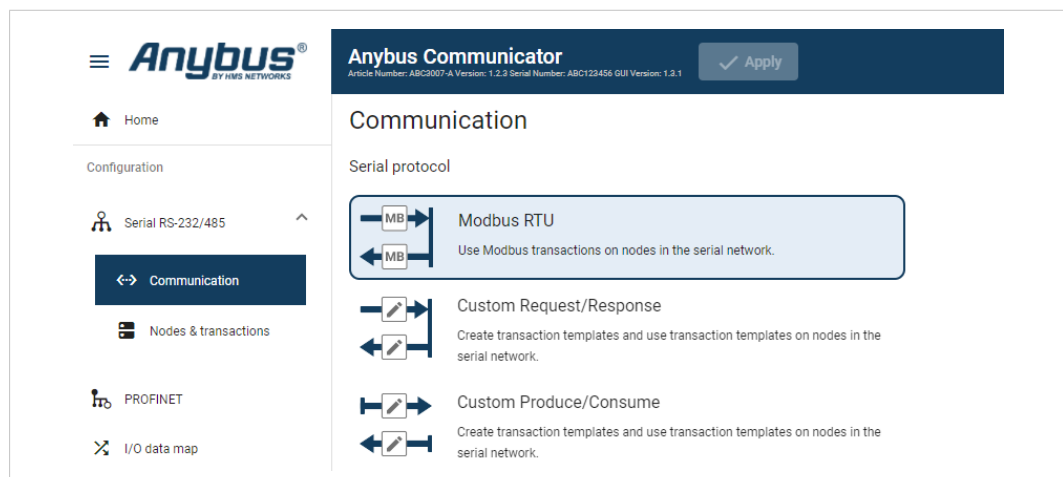 Anybus®
BY HMS NETWORKS
Anybus Communicator
Article Number: ABC3007-A Version: 1.2.3 Serial Number: ABC123456 GUI Version: 1.3.1
Apply
Home
Configuration
Serial RS-232/485
Communication
Nodes & transactions
PROFINET
I/O data map
Communication
Serial protocol
MB
MB
Modbus RTU
Use Modbus transactions on nodes in the serial network.
Custom Request/Response
Create transaction templates and use transaction templates on nodes in the
serial network.
Custom Produce/Consume
Create transaction templates and use transaction templates on nodes in the
serial network.